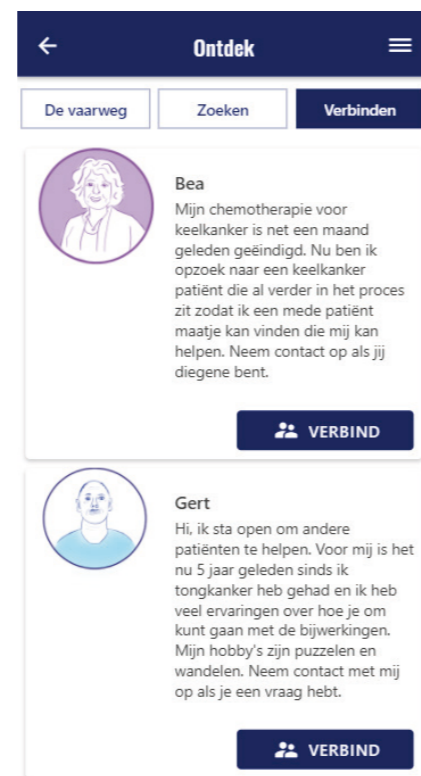 Ontdek
De vaarweg
Zoeken
Verbinden
Bea
Mijn chemotherapie voor
keelkanker is net een maand
geleden geëindigd. Nu ben ik
opzoek naar een keelkanker
patiënt die al verder in het proces
zit zodat ik een mede patiënt
maatje kan vinden die mij kan
helpen. Neem contact op als jij
diegene bent.
VERBIND
Gert
Hi, ik sta open om andere
patiënten te helpen. Voor mij is het
nu 5 jaar geleden sinds ik
tongkanker heb gehad en ik heb
veel ervaringen over hoe je om
kunt gaan met de bijwerkingen.
Mijn hobby's zijn puzzelen en
wandelen. Neem contact met mij
op als je een vraag hebt.
VERBIND